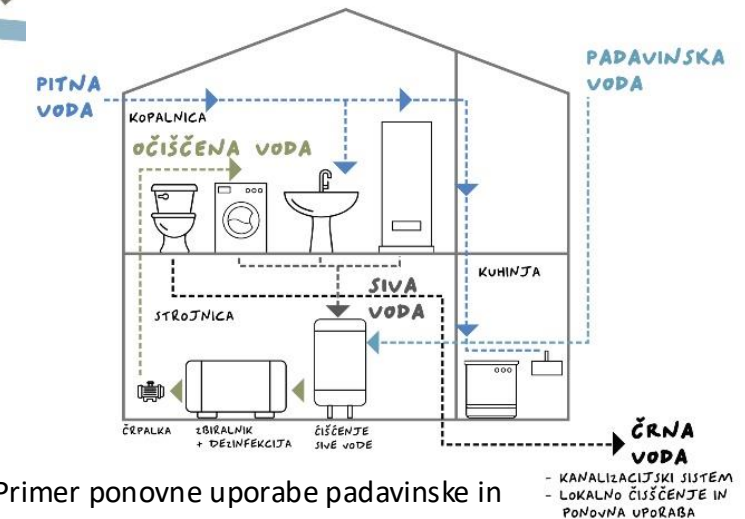 PITNA
VODA
PADAVINSKA
VODA
KOPALNICA
OČIŠČENA VODA
KUHINJA
SIVA
VODA
STROJNICA
ČRPALKA
ZBIRALNIK
+ DEZINFEKCIJA
ČIŠČENJE
SIVE VODE
ČRNA
VODA
- KANALIZACIJSKI SISTEM
- LOKALNO ČIŠŠČENJE IN
PONOVNA UPORABA
Primer ponovne uporabe padavinske in